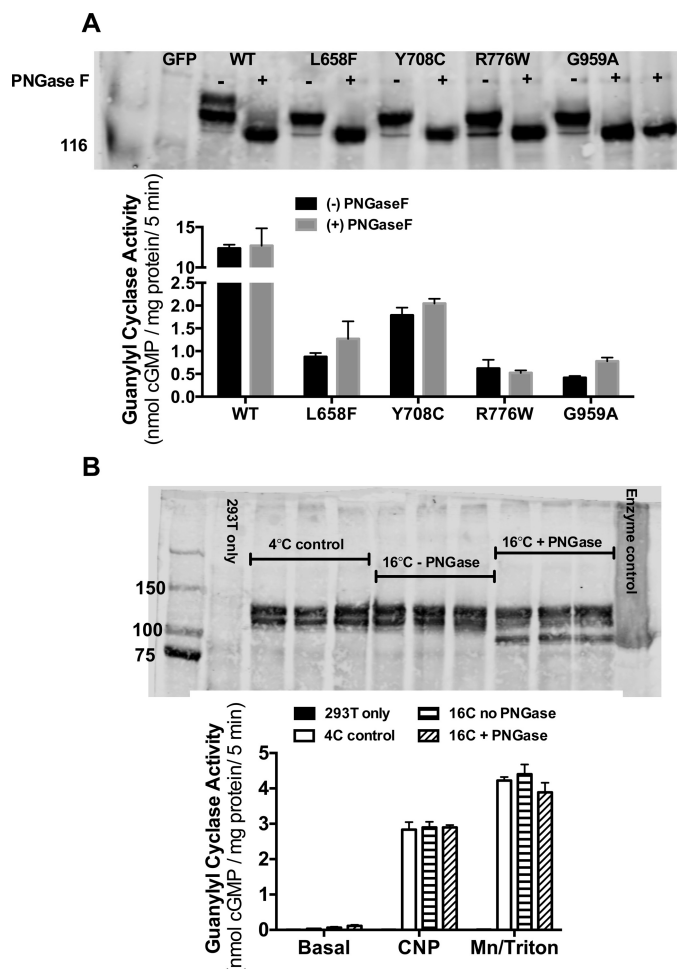 A
GFP WT L658F Y708C R776W G959A
PNGase F - + - + - + - + - + +
116
(-) PNGaseF
(+) PNGaseF
Guanylyl Cyclase Activity
(nmol cGMP / mg protein/ 5 min)
15
10
2.5
2.0
1.5
1.0
0.5
0.0
WT L658F Y708C R776W G959A
B
293T only
4°C control
16°C - PNGase
16°C + PNGase
Enzyme control
150
100
75
293T only 16C no PNGase
4C control 16C + PNGase
Guanylyl Cyclase Activity
(nmol cGMP / mg protein/ 5 min)
5
4
3
2
1
0
Basal CNP Mn/Triton